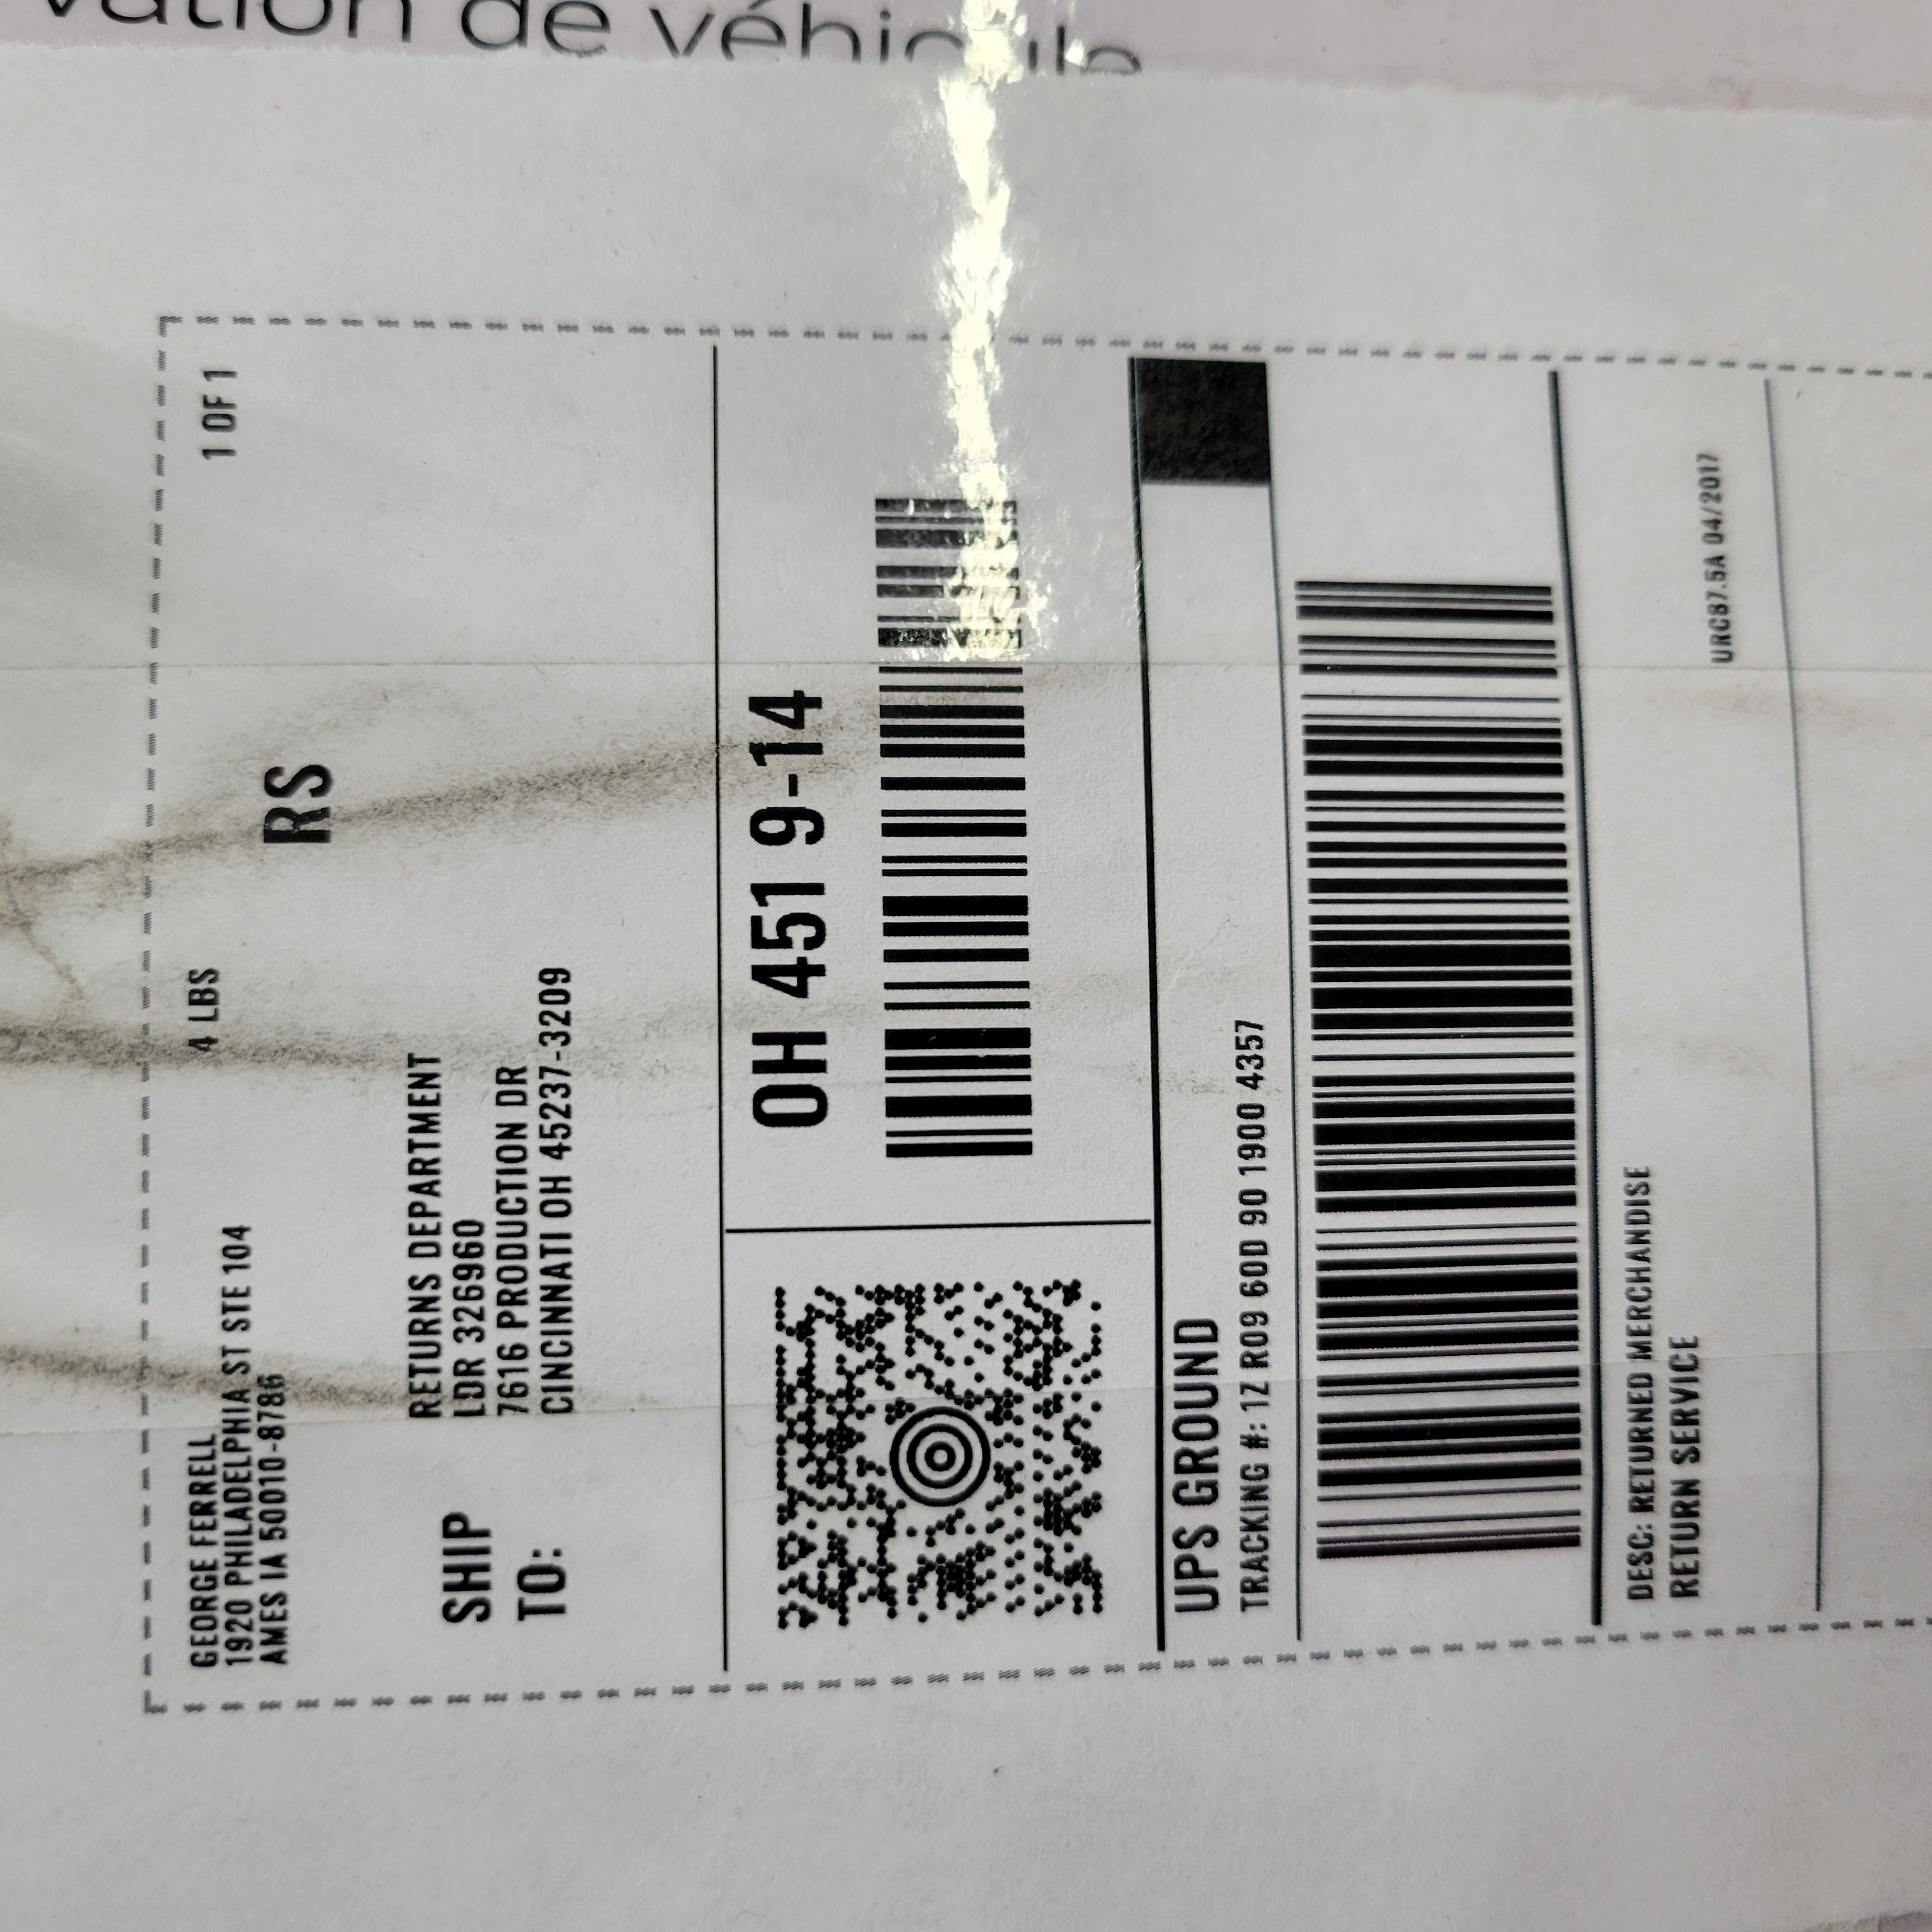 vation de véhicule
GEORGE FERRELL
1920 PHILADELPHIA ST STE 104
AMES IA 50010-8786
4 LBS
1 OF 1
RS
SHIP
TO:
RETURNS DEPARTMENT
LDR 326960
7616 PRODUCTION DR
CINCINNATI OH 45237-3209
OH 451 9-14
UPS GROUND
TRACKING #: 1Z R09 60D 90 1900 4357
DESC: RETURNED MERCHANDISE
RETURN SERVICE
URC87.5A 04/2017